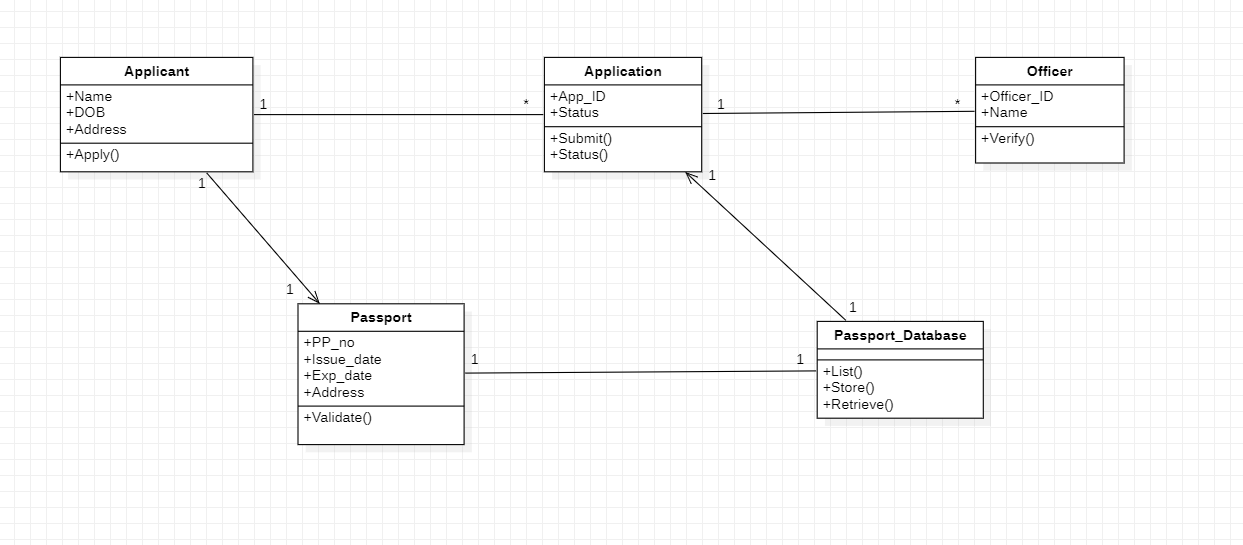 Applicant
+Name
+DOB
+Address
+Apply()
1
*
Application
+App_ID
+Status
+Submit()
+Status()
1
*
Officer
+Officer_ID
+Name
+Verify()
1
1
1
1
Passport
+PP_no
+Issue_date
+Exp_date
+Address
+Validate()
1
1
Passport_Database
+List()
+Store()
+Retrieve()